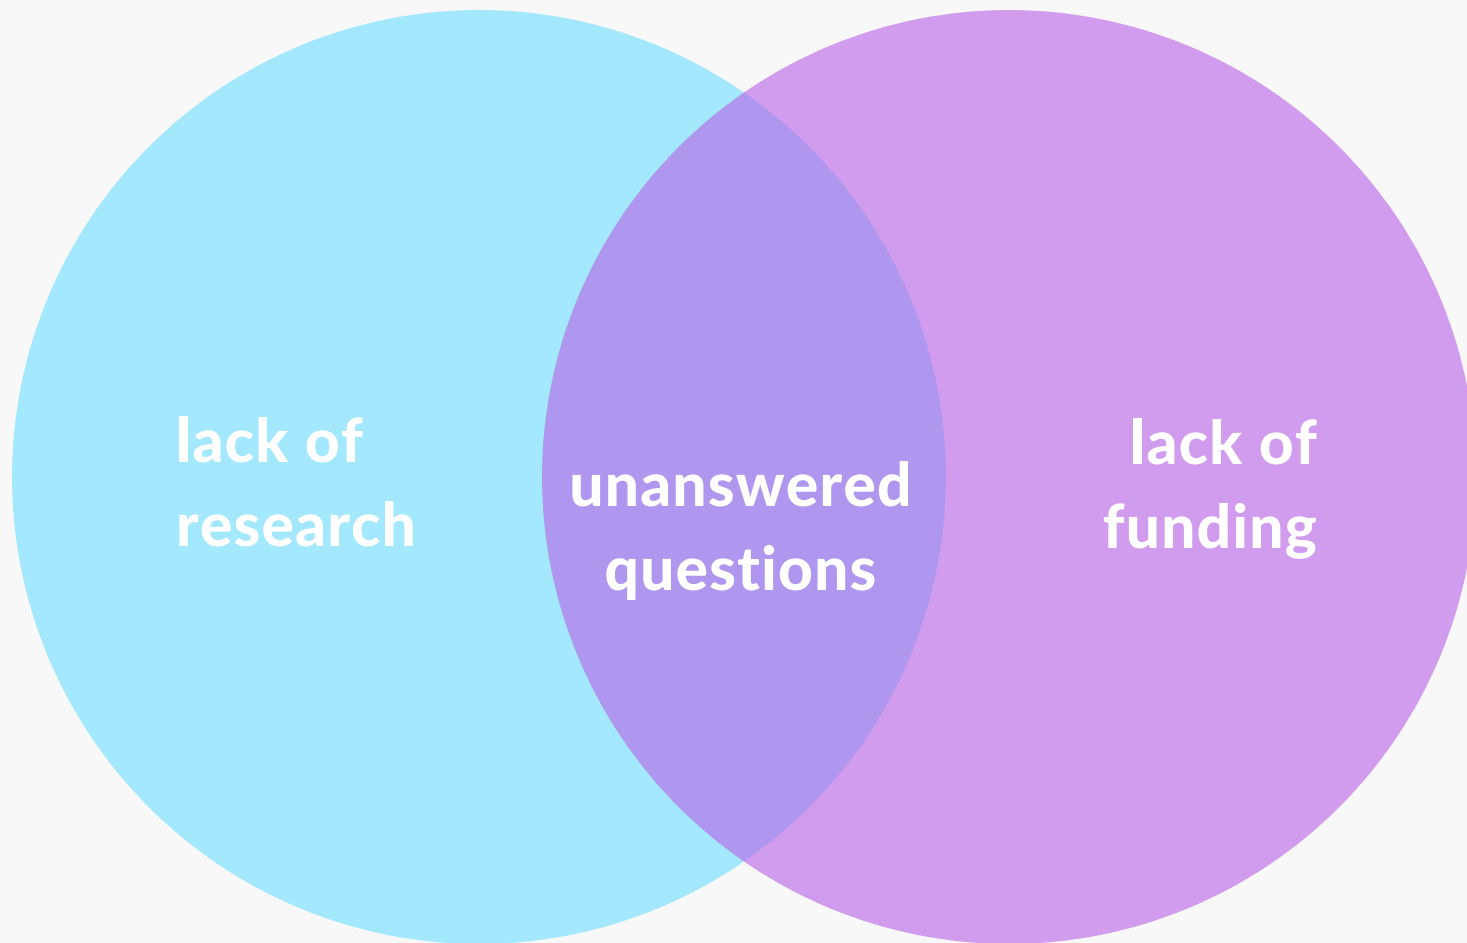 lack of
research
unanswered
questions
lack of
funding